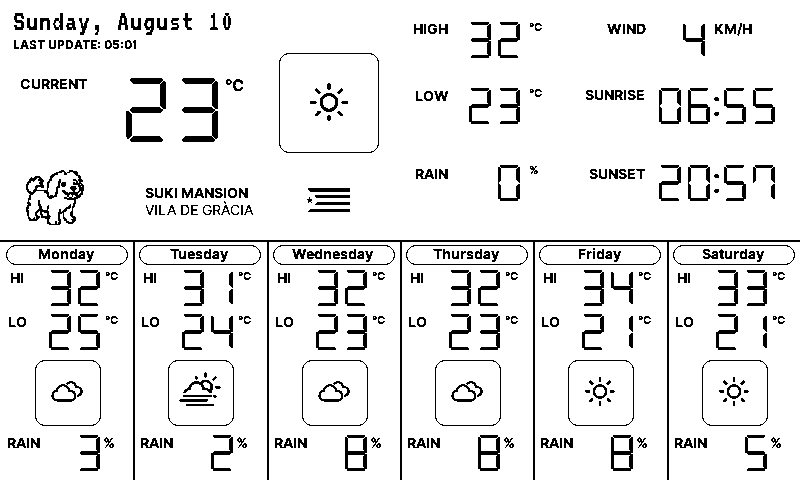 Sunday, August 10
LAST UPDATE: 05:01
CURRENT 23 °C
SUKI MANSION
VILA DE GRÀCIA
HIGH 32 °C
LOW 23 °C
RAIN 0 %
WIND 4 KM/H
SUNRISE 06:55
SUNSET 20:57
Monday
HI 32 °C
LO 25 °C
RAIN 3 %
Tuesday
HI 31 °C
LO 24 °C
RAIN 2 %
Wednesday
HI 32 °C
LO 23 °C
RAIN 8 %
Thursday
HI 32 °C
LO 23 °C
RAIN 8 %
Friday
HI 34 °C
LO 21 °C
RAIN 8 %
Saturday
HI 33 °C
LO 21 °C
RAIN 5 %